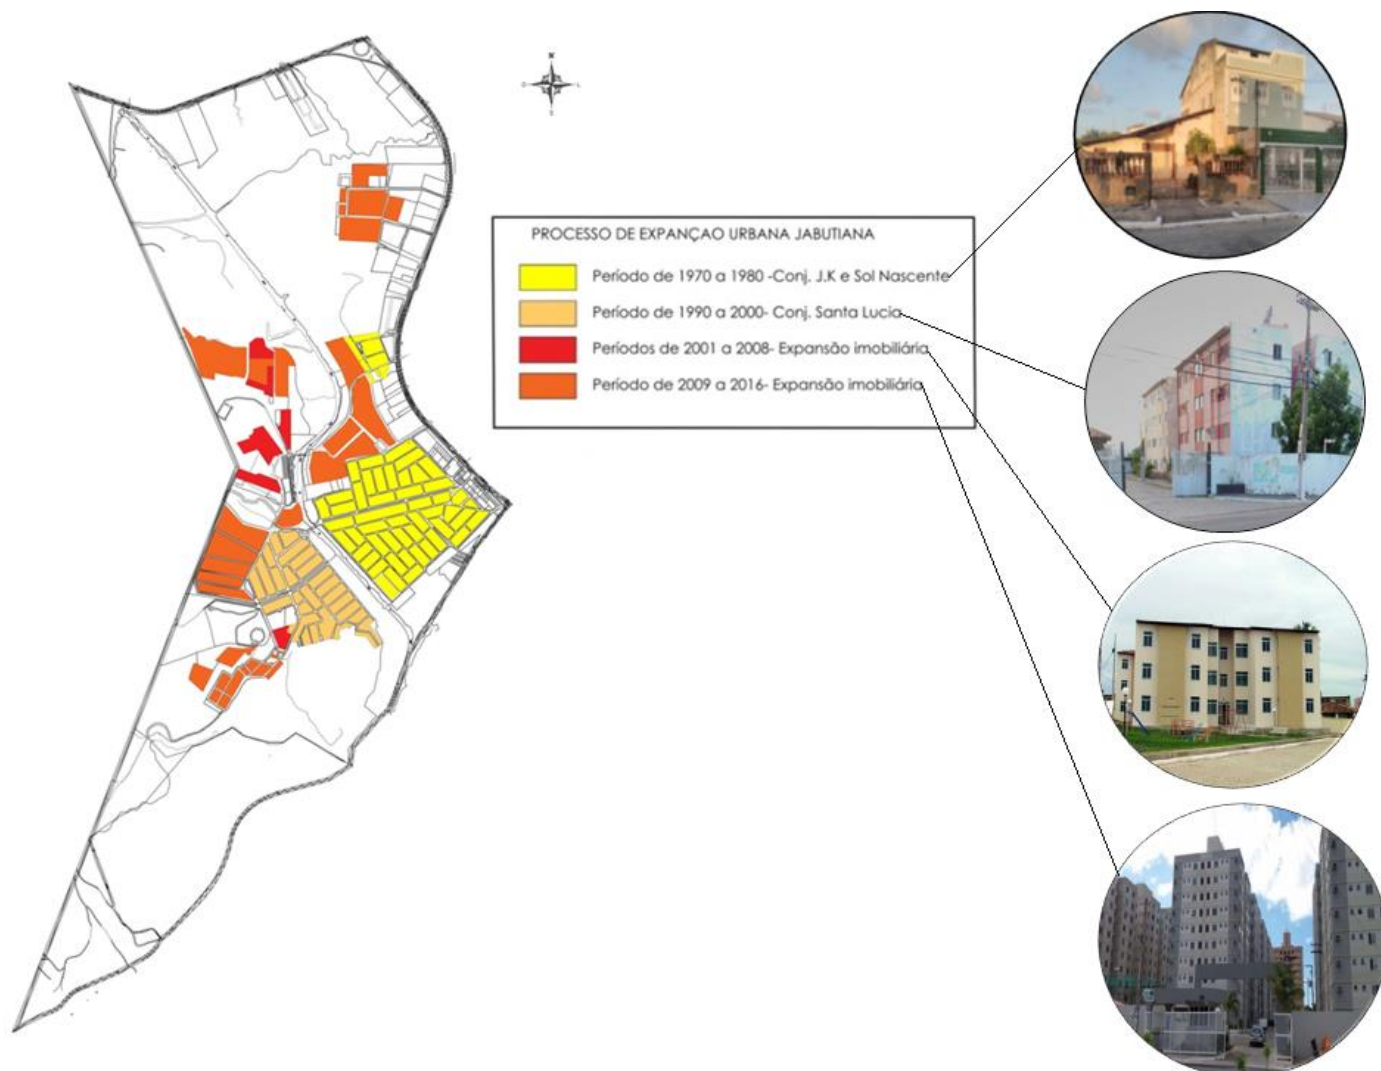 N
PROCESSO DE EXPANÇAO URBANA JABUTIANA
Período de 1970 a 1980 -Conj. J.K e Sol Nascente
Período de 1990 a 2000- Conj. Santa Lucia
Períodos de 2001 a 2008- Expansão imobiliária
Período de 2009 a 2016- Expansão imobiliária